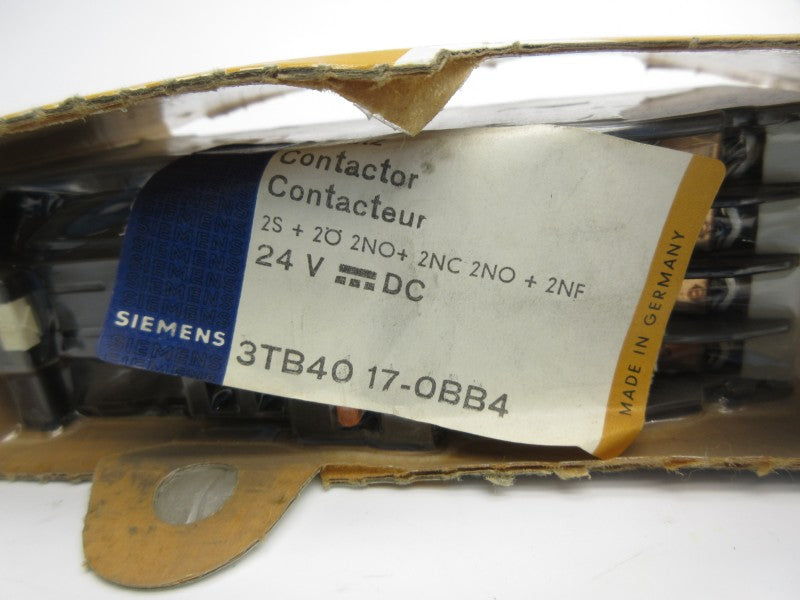 Contactor
Contacteur
2S + 2Ö 2NO+ 2NC 2NO + 2NF
24 V DC
SIEMENS
3TB40 17-0BB4
MADE IN GERMANY